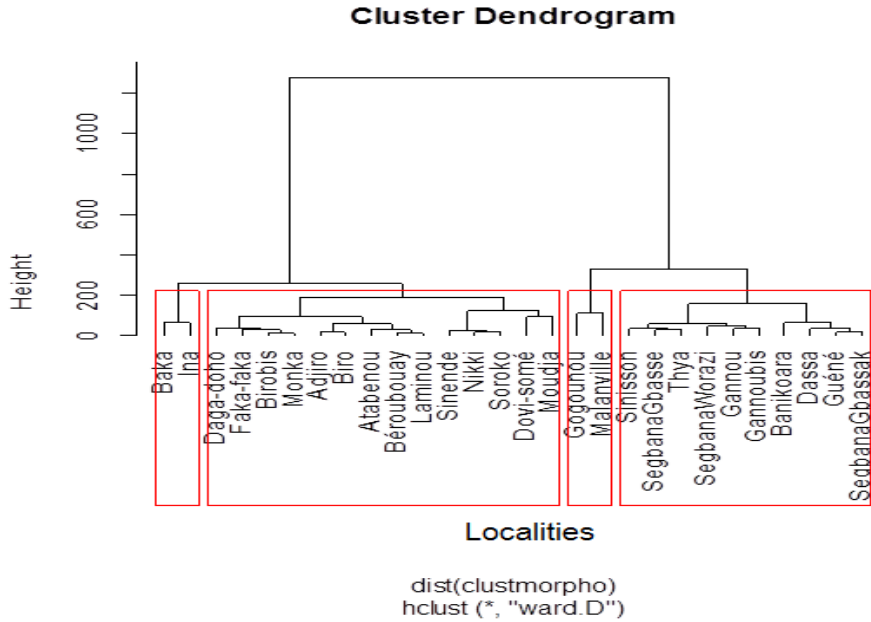 Cluster Dendrogram
Height
0
200
600
1000
Baka
Ina
Daga-doho
Faka-faka
Birobis
Monka
Adjiro
Biro
Atabenou
Béroubouay
Laminou
Sinende
Nikki
Soroko
Dovi-somé
Moudja
Gogounou
Malanville
Sinisson
SegbanaGbasse
Thya
SegbanaWorazi
Gannou
Gannoubis
Banikoara
Dassa
Guéné
SegbanaGbassak
Localities
dist(clustmorpho)
hclust (*, "ward.D")